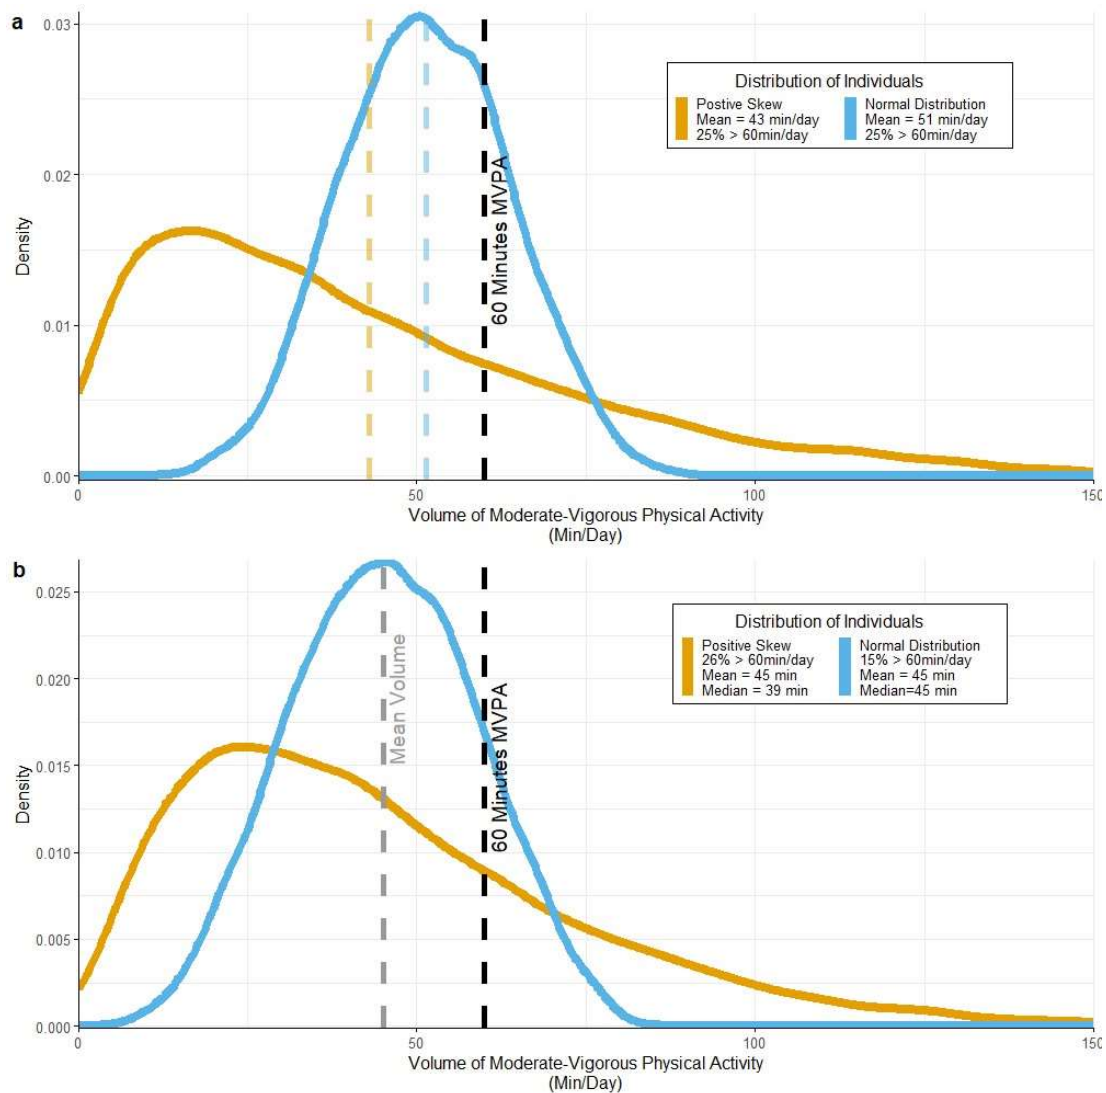 a
0.03
0.02
0.01
0.00
Density
Distribution of Individuals
Postive Skew
Mean = 43 min/day
25% > 60min/day
Normal Distribution
Mean = 51 min/day
25% > 60min/day
60 Minutes MVPA
0
50
100
150
Volume of Moderate-Vigorous Physical Activity
(Min/Day)
b
0.025
0.020
0.015
0.010
0.005
0.000
Density
Distribution of Individuals
Positive Skew
26% > 60min/day
Mean = 45 min
Median = 39 min
Normal Distribution
15% > 60min/day
Mean = 45 min
Median=45 min
Mean Volume
60 Minutes MVPA
0
50
100
150
Volume of Moderate-Vigorous Physical Activity
(Min/Day)